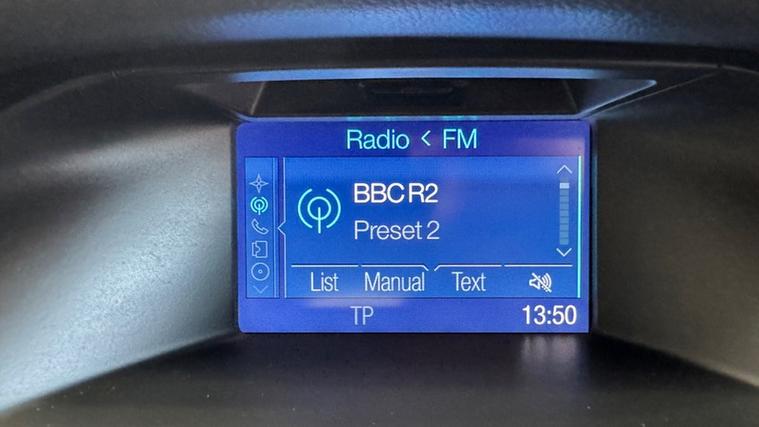 Radio < FM
BBC R2
Preset 2
List Manual Text
TP 13:50